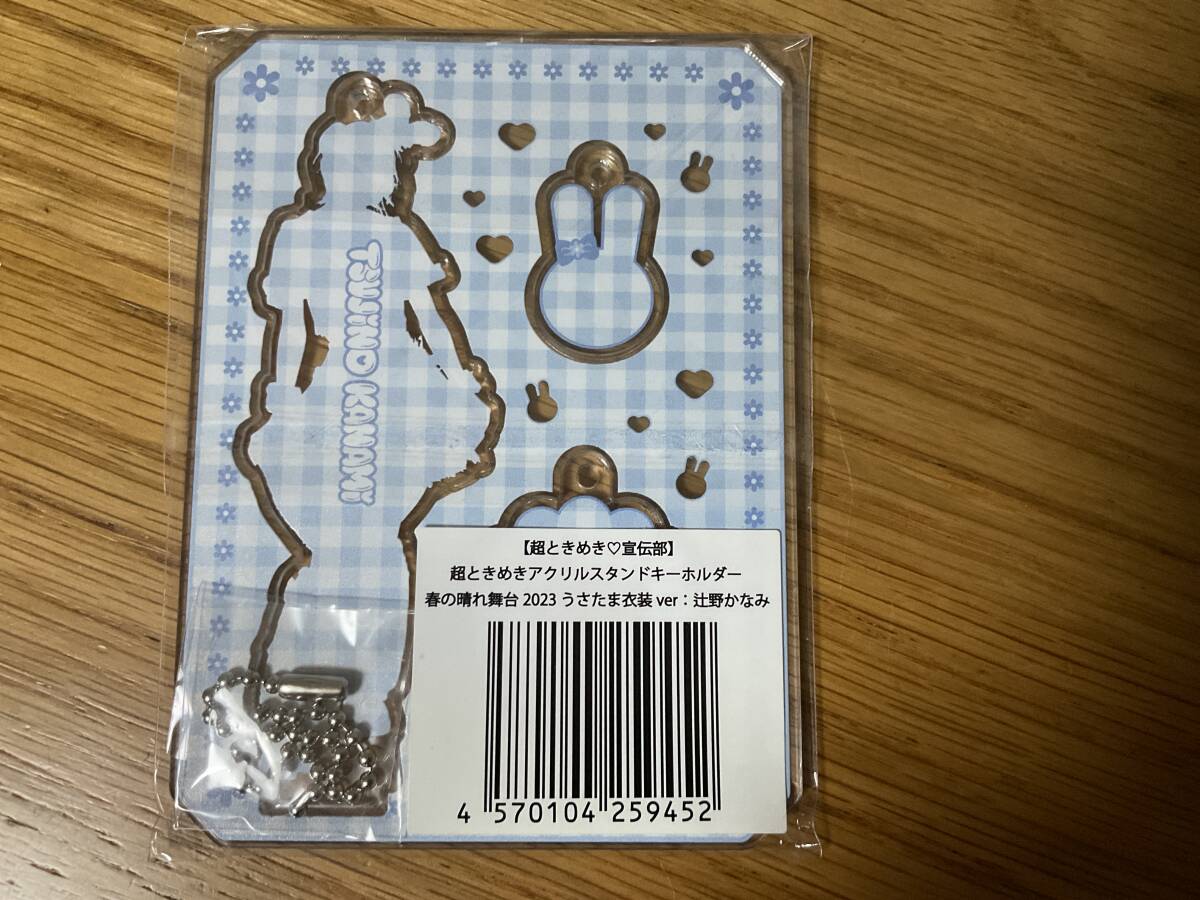 TSUJINO KANAMI
【超ときめき♡宣伝部】
超ときめきアクリルスタンドキーホルダー
春の晴れ舞台 2023 うさたま衣装 ver：辻野かなみ
4 570104 259452